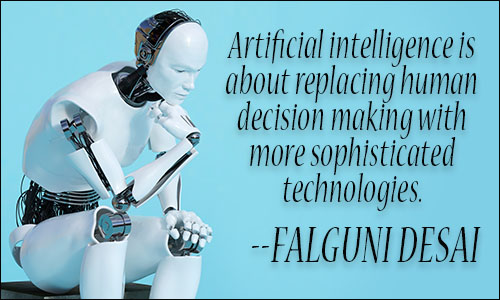 Artificial intelligence is
about replacing human
decision making with
more sophisticated
technologies.
--FALGUNI DESAI